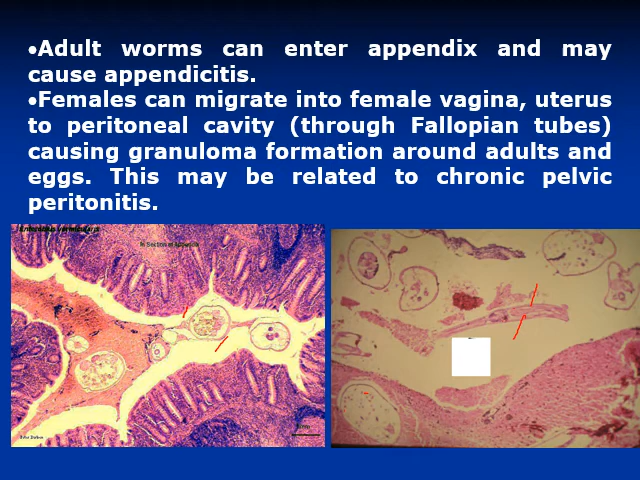 •Adult worms can enter appendix and may
cause appendicitis.
•Females can migrate into female vagina, uterus
to peritoneal cavity (through Fallopian tubes)
causing granuloma formation around adults and
eggs. This may be related to chronic pelvic
peritonitis.
Enterobius vermicularis
In Section of Appendix